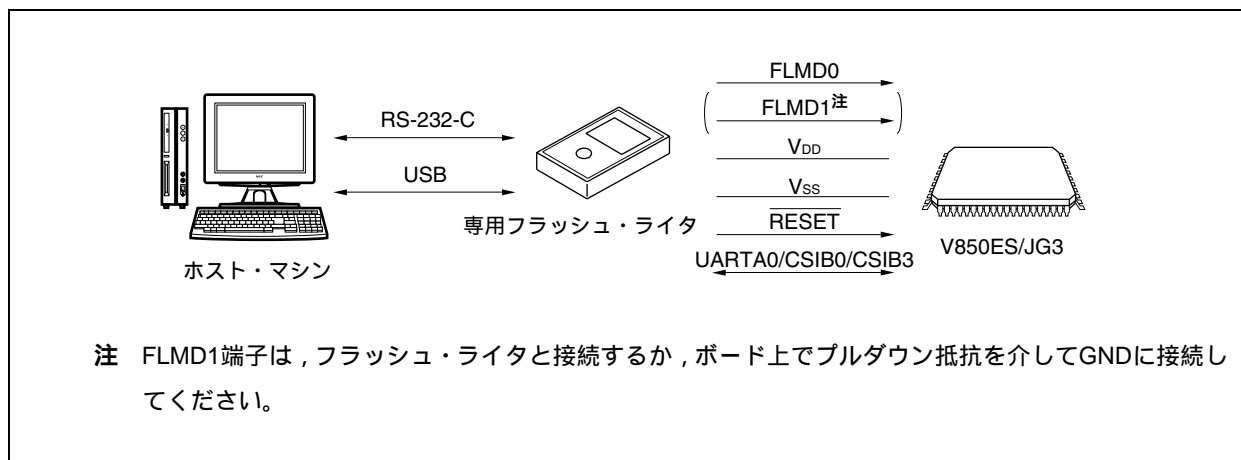 FLMD0
FLMD1注
RS-232-C
VDD
USB
VSS
専用フラッシュ・ライタ
RESET
V850ES/JG3
UARTA0/CSIB0/CSIB3
ホスト・マシン
注 FLMD1端子は，フラッシュ・ライタと接続するか，ボード上でプルダウン抵抗を介してGNDに接続し
てください。